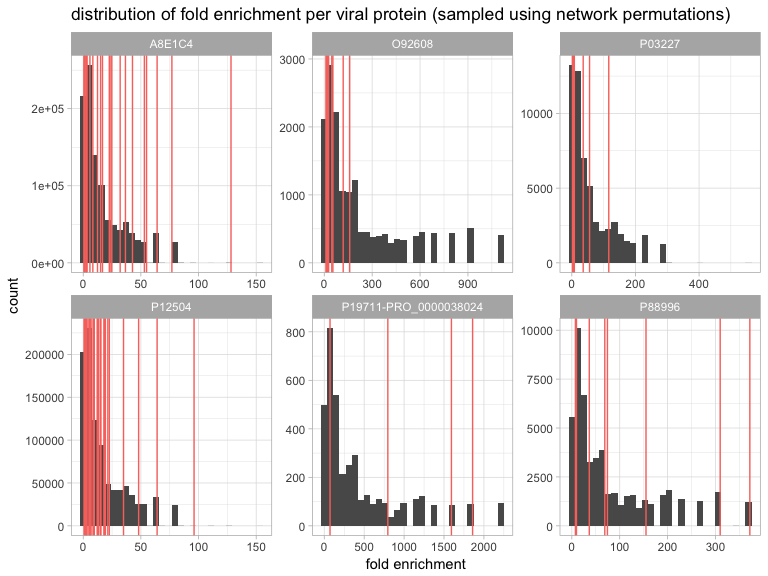 distribution of fold enrichment per viral protein (sampled using network permutations)
A8E1C4
O92608
P03227
2e+05
1e+05
0e+00
0 50 100 150
3000
2000
1000
0
300 600 900
0
10000
5000
0
0 200 400
count
P12504
P19711-PRO_0000038024
P88996
200000
150000
100000
50000
0
0 50 100 150
800
600
400
200
0
0 500 1000 1500 2000
10000
7500
5000
2500
0
0 100 200 300
fold enrichment